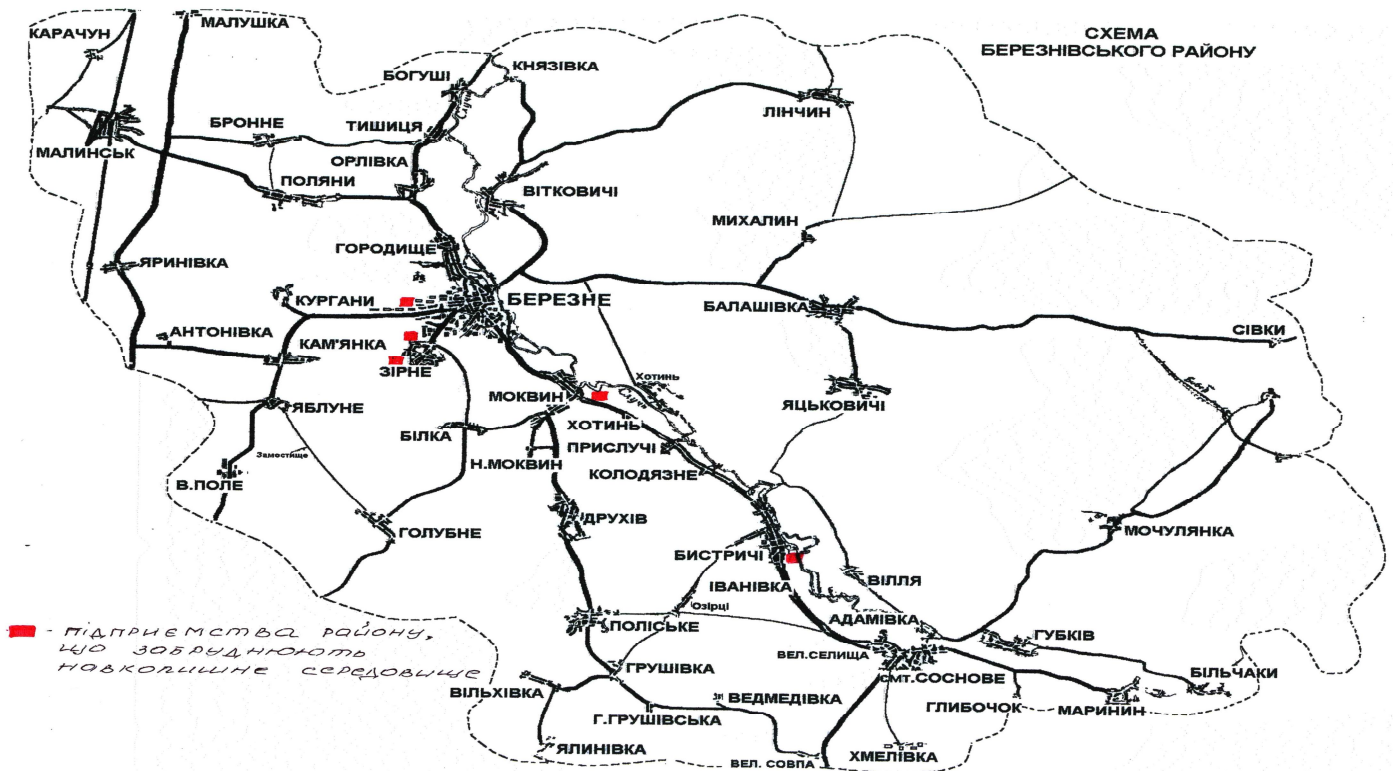 СХЕМА
БЕРЕЗНІВСЬКОГО РАЙОНУ
МАЛУШКА
КАРАЧУН
КНЯЗІВКА
БОГУШІ
ЛІНЧИН
БРОННЕ
ТИШИЦЯ
МАЛИНСЬК
ОРЛІВКА
ПОЛЯНИ
ВІТКОВИЧІ
МИХАЛИН
ГОРОДИЩЕ
ЯРИНІВКА
КУРГАНИ
БЕРЕЗНЕ
БАЛАШІВКА
СІВКИ
АНТОНІВКА
КАМ'ЯНКА
ЗІРНЕ
Хотинь
Случ
МОКВИН
ЯЦЬКОВИЧІ
ЯБЛУНЕ
ХОТИНЬ
БІЛКА
ПРИСЛУЧІ
Замостище
Н.МОКВИН
КОЛОДЯЗНЕ
В.ПОЛЕ
ДРУХІВ
ГОЛУБНЕ
МОЧУЛЯНКА
БИСТРИЧІ
ІВАНІВКА
ВІЛЛЯ
Озірці
АДАМІВКА
ПОЛІСЬКЕ
ГУБКІВ
- ПІДПРИЄМСТВА РАЙОНУ,
ЩО ЗАБРУДНЮЮТЬ
НАВКОЛИШНЕ СЕРЕДОВИЩЕ
ВЕЛ.СЕЛИЩА
ГРУШІВКА
БІЛЬЧАКИ
СМТ.СОСНОВЕ
ВІЛЬХІВКА
ВЕДМЕДІВКА
ГЛИБОЧОК
МАРИНИН
Г.ГРУШІВСЬКА
ЯЛИНІВКА
ХМЕЛІВКА
ВЕЛ. СОВПА